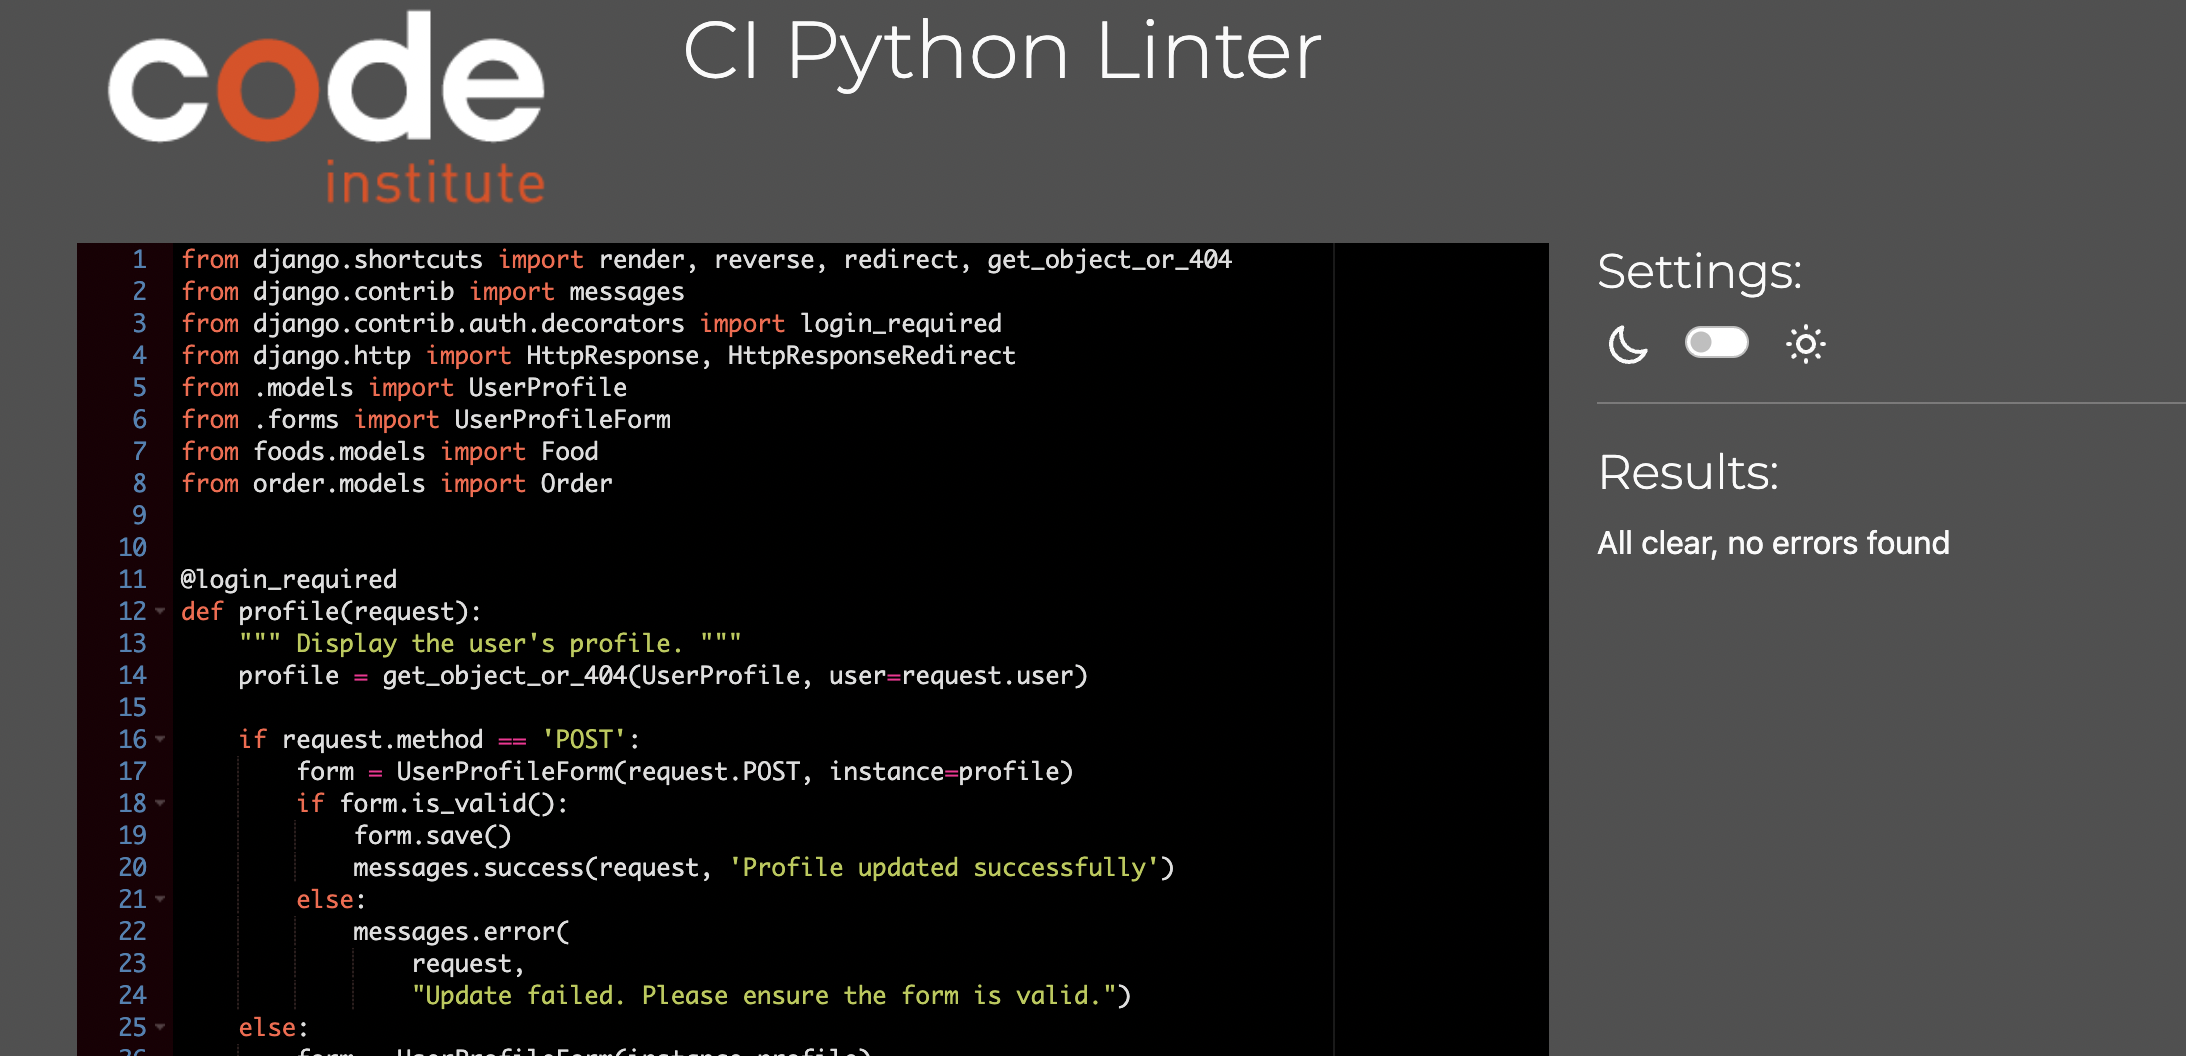 code
institute
CI Python Linter
1 from django.shortcuts import render, reverse, redirect, get_object_or_404
2 from django.contrib import messages
3 from django.contrib.auth.decorators import login_required
4 from django.http import HttpResponse, HttpResponseRedirect
5 from .models import UserProfile
6 from .forms import UserProfileForm
7 from foods.models import Food
8 from order.models import Order
9
10
11 @login_required
12 def profile(request):
13     """ Display the user's profile. """
14     profile = get_object_or_404(UserProfile, user=request.user)
15
16     if request.method == 'POST':
17         form = UserProfileForm(request.POST, instance=profile)
18         if form.is_valid():
19             form.save()
20             messages.success(request, 'Profile updated successfully')
21         else:
22             messages.error(
23                 request,
24                 "Update failed. Please ensure the form is valid.")
25     else:
26         form = UserProfileForm(instance=profile)
Settings:
Results:
All clear, no errors found